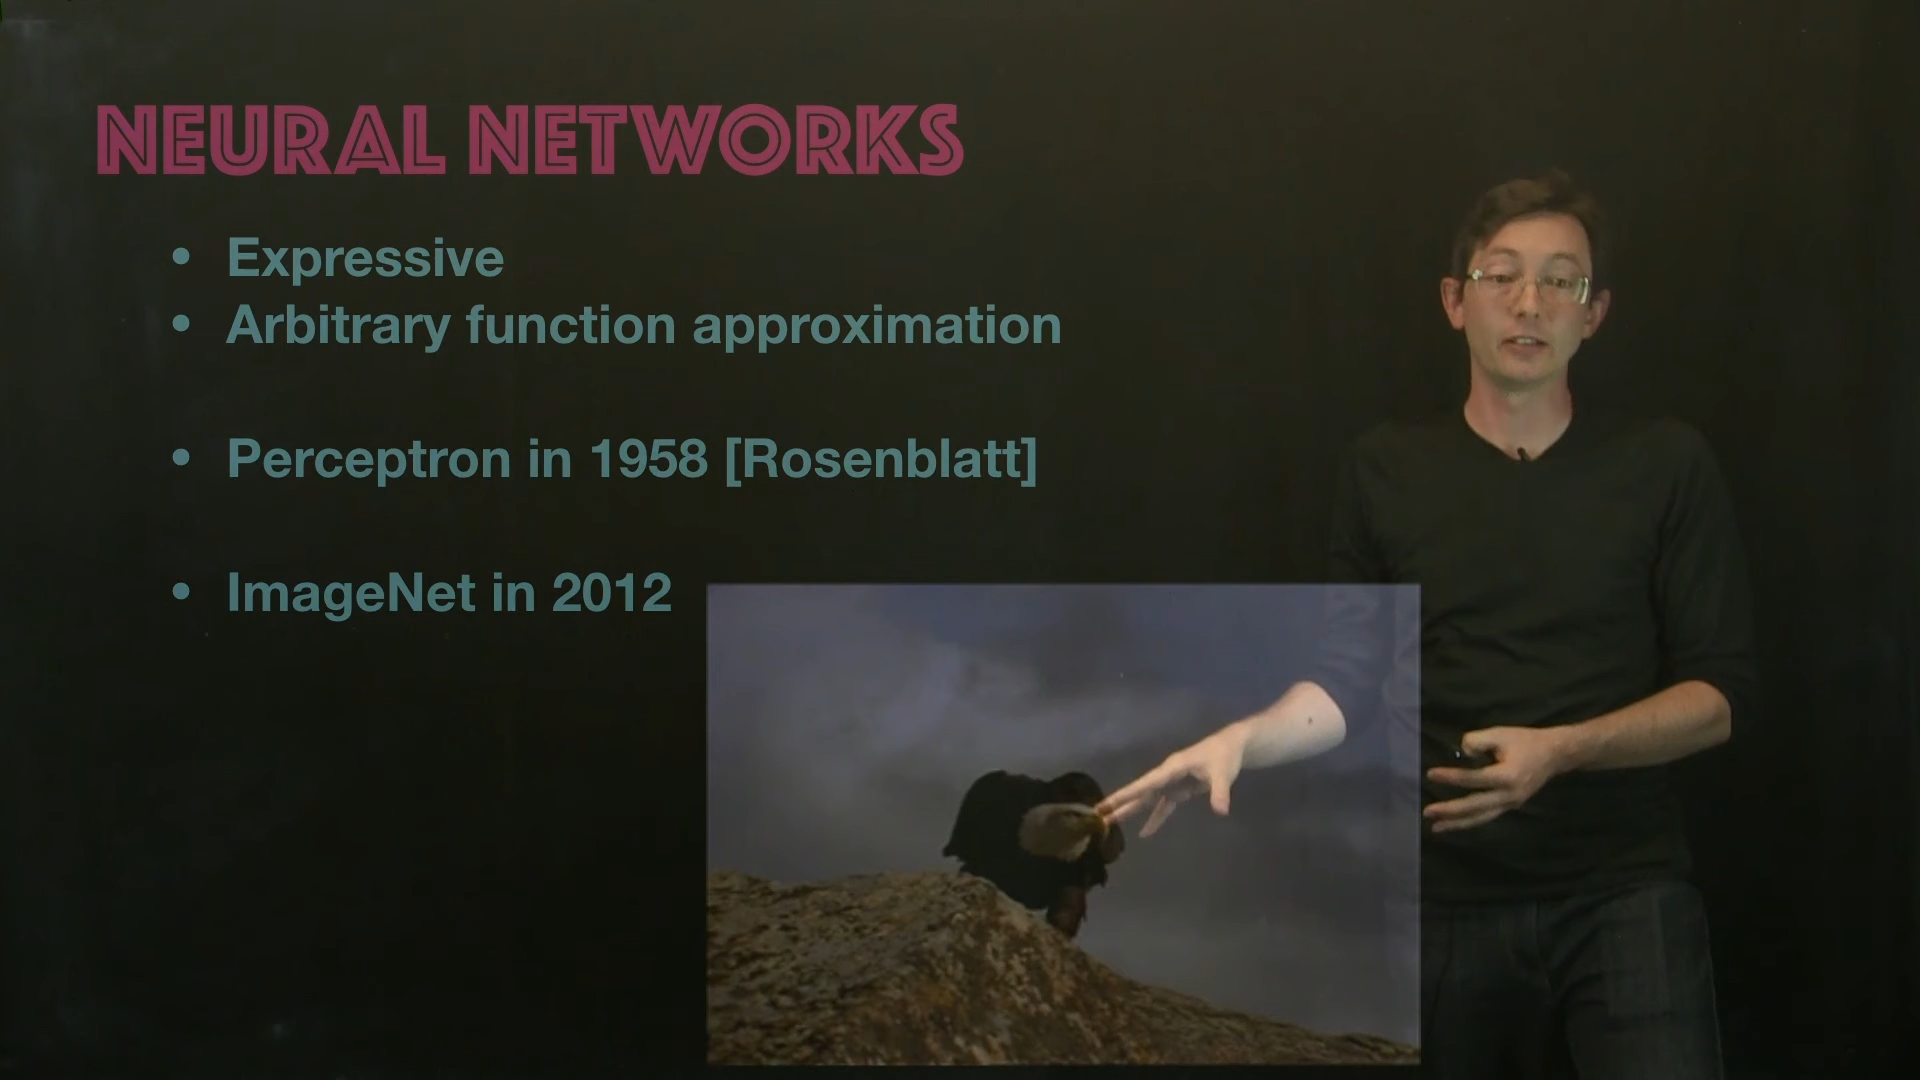 NEURAL NETWORKS
• Expressive
• Arbitrary function approximation
• Perceptron in 1958 [Rosenblatt]
• ImageNet in 2012